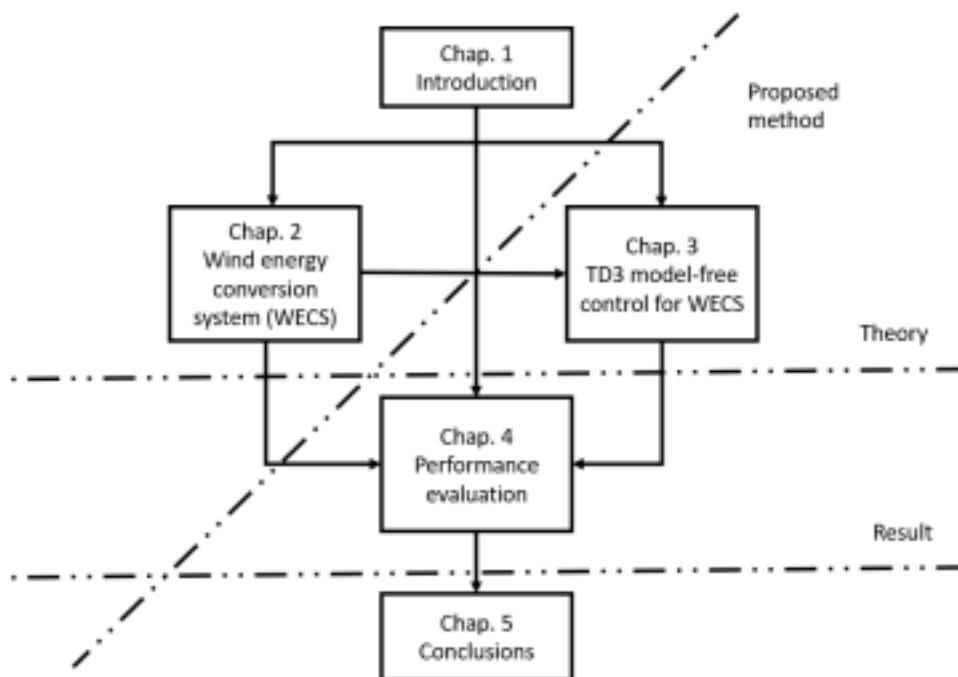 Chap. 1
Introduction
Proposed
method
Chap. 2
Wind energy
conversion
system (WECS)
Chap. 3
TD3 model-free
control for WECS
Theory
Chap. 4
Performance
evaluation
Result
Chap. 5
Conclusions